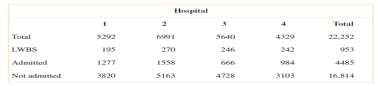 Hospital
1 2 3 4 Total
Total 5292 6991 5640 4329 22,252
LWBS 195 270 246 242 953
Admitted 1277 1558 666 984 4485
Not admitted 3820 5163 4728 3103 16,814